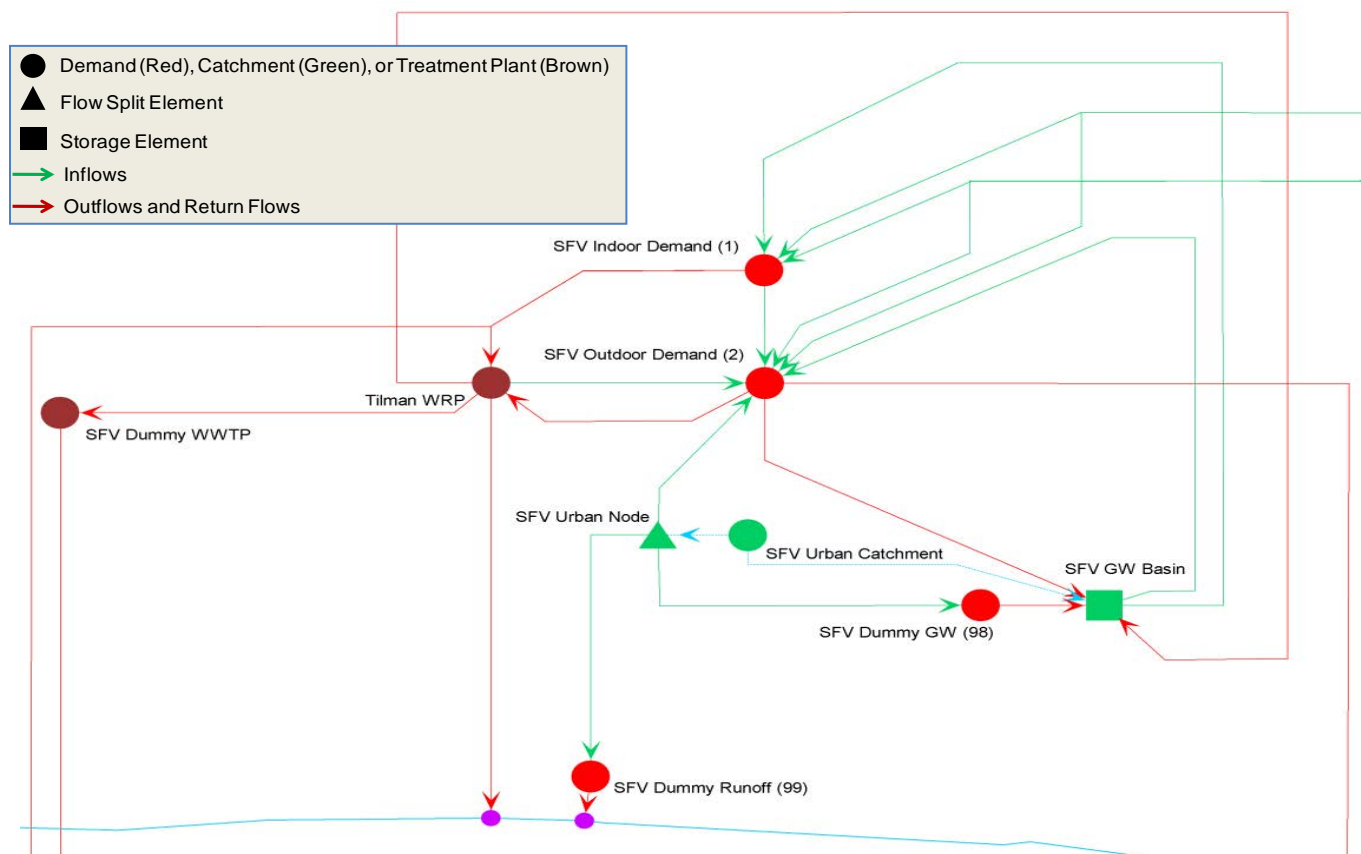 Demand (Red), Catchment (Green), or Treatment Plant (Brown)
Flow Split Element
Storage Element
Inflows
Outflows and Return Flows
SFV Indoor Demand (1)
SFV Outdoor Demand (2)
Tilman WRP
SFV Dummy WWTP
SFV Urban Node
SFV Urban Catchment
SFV GW Basin
SFV Dummy GW (98)
SFV Dummy Runoff (99)